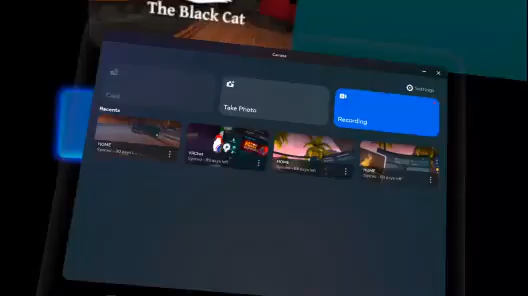 The Black Cat
Camera
Settings
Cast
Take Photo
Recording
Recents
HOME
VRChat
HOME
HOME